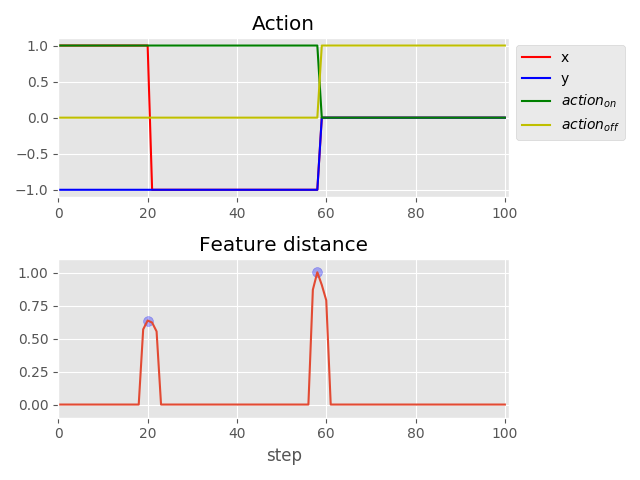 Action
1.0
0.5
0.0
−0.5
−1.0
0 20 40 60 80 100
x
y
action_on
action_off
Feature distance
1.00
0.75
0.50
0.25
0.00
0 20 40 60 80 100
step